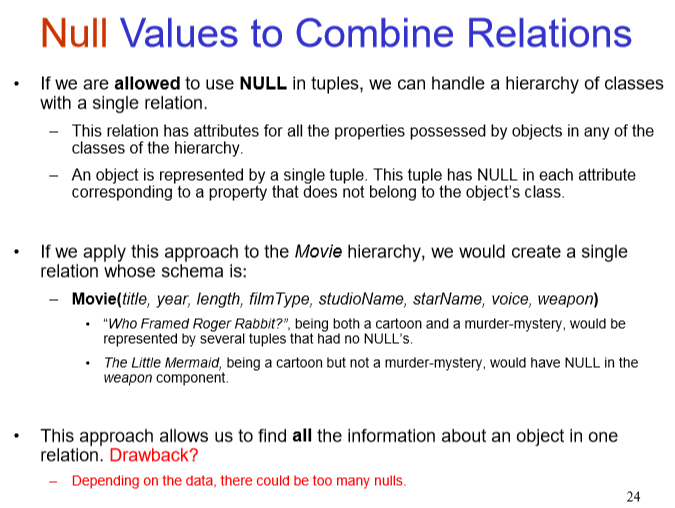 Null Values to Combine Relations
• If we are allowed to use NULL in tuples, we can handle a hierarchy of classes
with a single relation.
– This relation has attributes for all the properties possessed by objects in any of the
classes of the hierarchy.
– An object is represented by a single tuple. This tuple has NULL in each attribute
corresponding to a property that does not belong to the object's class.
• If we apply this approach to the Movie hierarchy, we would create a single
relation whose schema is:
– Movie(title, year, length, filmType, studioName, starName, voice, weapon)
• "Who Framed Roger Rabbit?", being both a cartoon and a murder-mystery, would be
represented by several tuples that had no NULL's.
• The Little Mermaid, being a cartoon but not a murder-mystery, would have NULL in the
weapon component.
• This approach allows us to find all the information about an object in one
relation. Drawback?
– Depending on the data, there could be too many nulls.
24